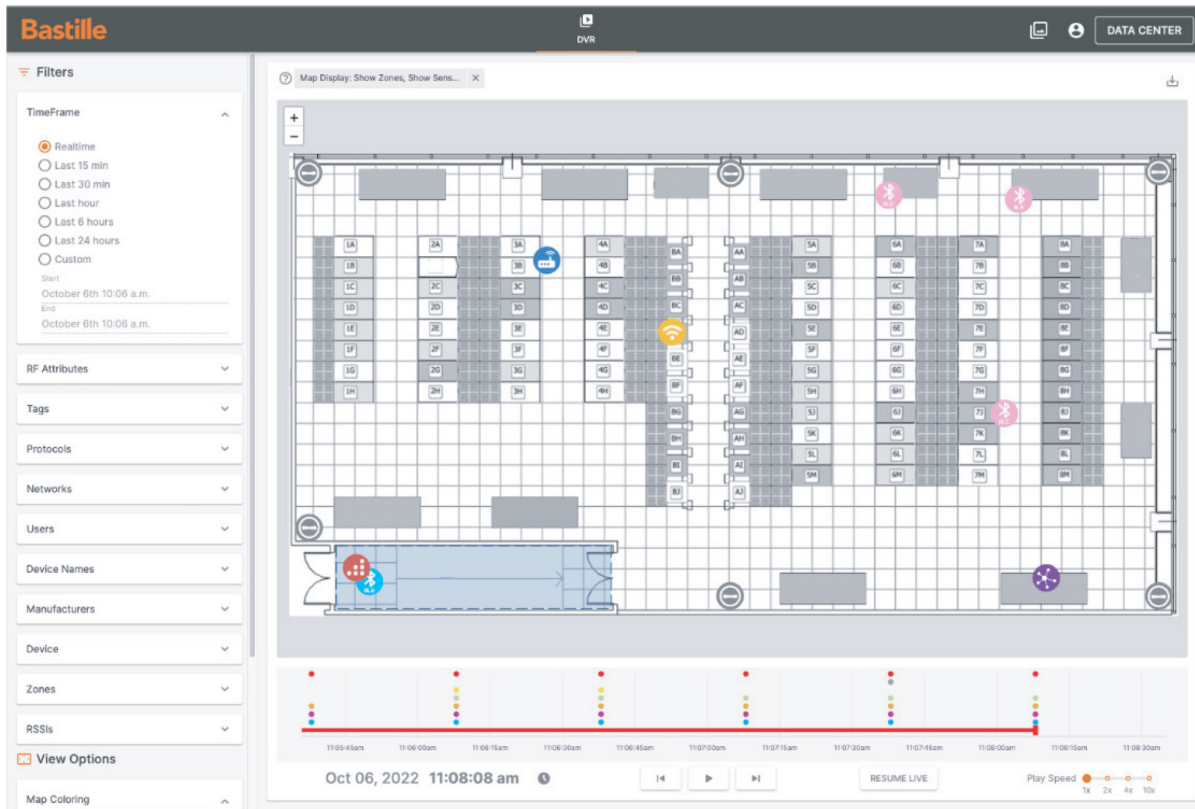 Bastille
DVR
DATA CENTER
Filters
TimeFrame
Realtime
Last 15 min
Last 30 min
Last hour
Last 6 hours
Last 24 hours
Custom
Start
October 6th 10:06 a.m.
End
October 6th 10:06 a.m.
RF Attributes
Tags
Protocols
Networks
Users
Device Names
Manufacturers
Device
Zones
RSSIs
View Options
Map Coloring
Map Display: Show Zones, Show Sens... ×
+
−
1A 2A 3A 4A BA AA 5A 6A 7A 8A
1B 3B 4B BB AB 5B 6B 7B 8B
1C 2C 3C 4C BC AC 5C 6C 7C 8C
1D 2D 3D 4D AD 5D 6D 7D 8D
1E 2E 3E 4E BE AE 5E 6E 7E 8E
1F 2F 3F 4F BF AF 5F 6F 7F 8F
1G 2G 3G 4G BG AG 5G 6G 7G 8G
1H 2H 3H 4H BH AH 5H 6H 7H 8H
BI AI 5J 6J 7J 8J
BJ AJ 5K 6K 7K 8K
5L 6L 7L 8L
5M 6M 7M 8M
11:05:45am 11:06:00am 11:06:15am 11:06:30am 11:06:45am 11:07:00am 11:07:15am 11:07:30am 11:07:45am 11:08:00am 11:08:15am 11:08:30am
Oct 06, 2022 11:08:08 am
RESUME LIVE
Play Speed
1x 2x 4x 10x